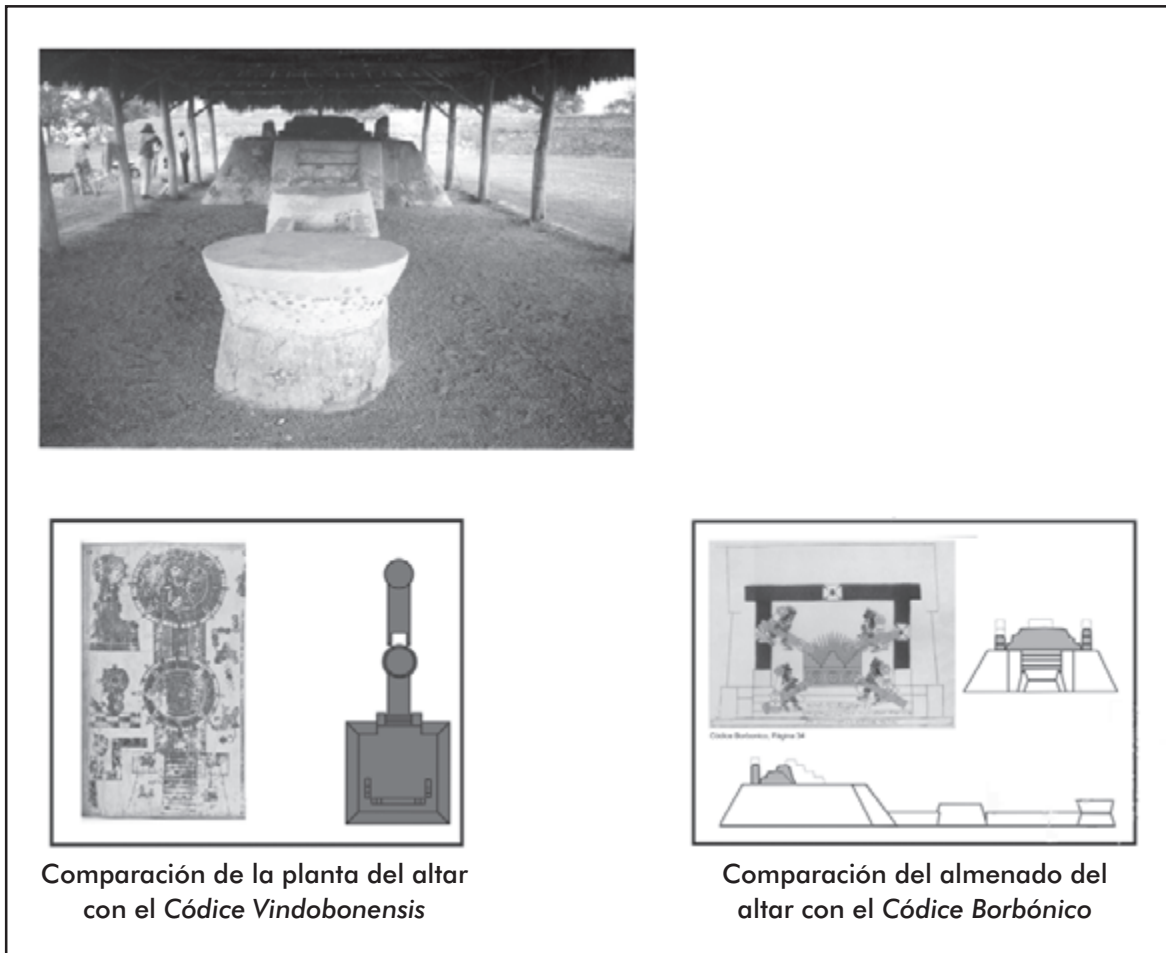 Códice Borbónico, Página 34
Comparación de la planta del altar
con el Códice Vindobonensis
Comparación del almenado del
altar con el Códice Borbónico